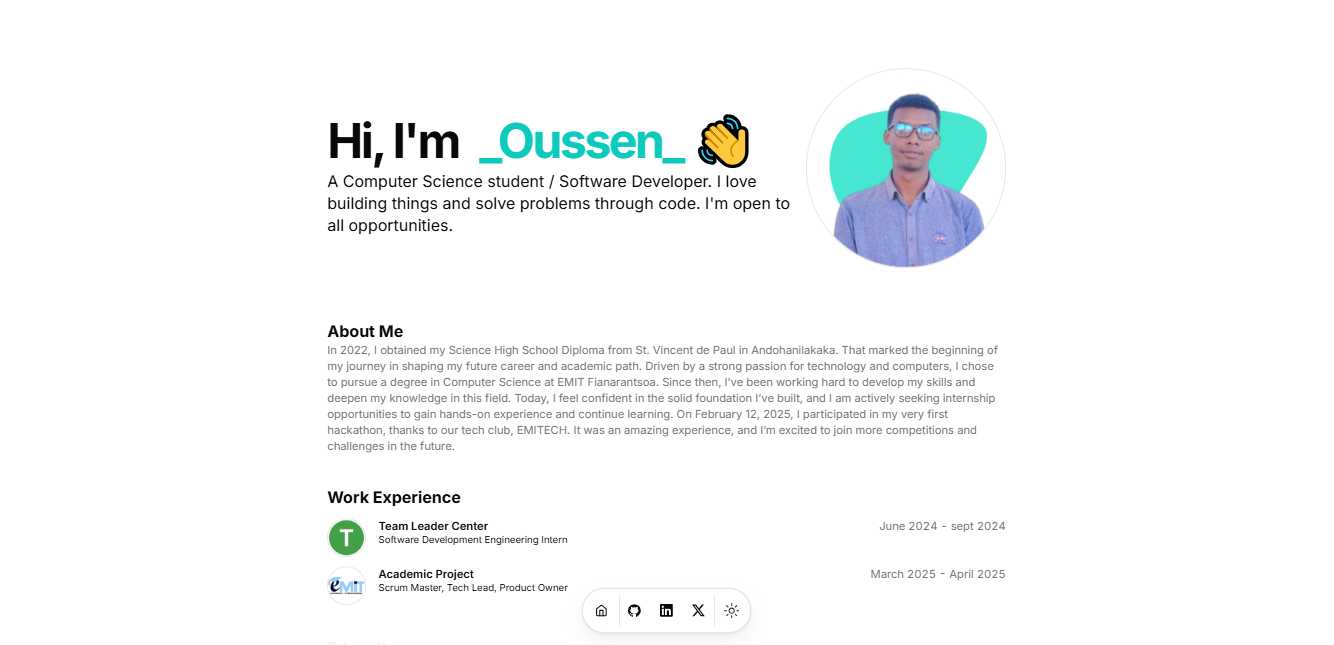 Hi, I'm _Oussen_ 👋
A Computer Science student / Software Developer. I love
building things and solve problems through code. I'm open to
all opportunities.
About Me
In 2022, I obtained my Science High School Diploma from St. Vincent de Paul in Andohanilakaka. That marked the beginning of
my journey in shaping my future career and academic path. Driven by a strong passion for technology and computers, I chose
to pursue a degree in Computer Science at EMIT Fianarantsoa. Since then, I’ve been working hard to develop my skills and
deepen my knowledge in this field. Today, I feel confident in the solid foundation I’ve built, and I am actively seeking internship
opportunities to gain hands-on experience and continue learning. On February 12, 2025, I participated in my very first
hackathon, thanks to our tech club, EMITECH. It was an amazing experience, and I’m excited to join more competitions and
challenges in the future.
Work Experience
T
Team Leader Center
June 2024 - sept 2024
Software Development Engineering Intern
eMiT
Academic Project
March 2025 - April 2025
Scrum Master, Tech Lead, Product Owner